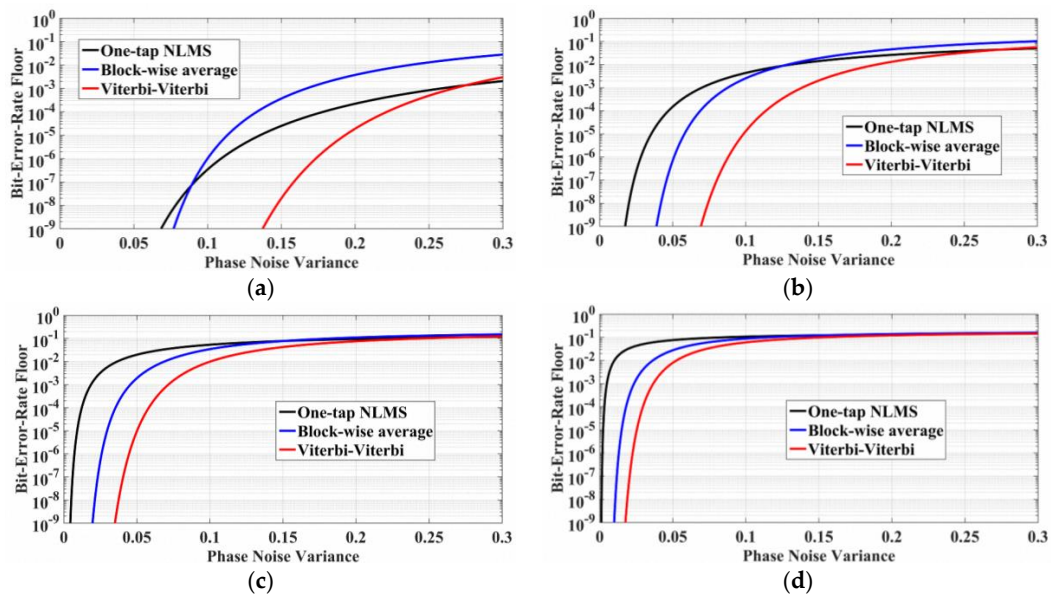 10^0
10^-1
10^-2
10^-3
10^-4
10^-5
10^-6
10^-7
10^-8
10^-9
Bit-Error-Rate Floor
One-tap NLMS
Block-wise average
Viterbi-Viterbi
0 0.05 0.1 0.15 0.2 0.25 0.3
Phase Noise Variance
(a)
10^0
10^-1
10^-2
10^-3
10^-4
10^-5
10^-6
10^-7
10^-8
10^-9
Bit-Error-Rate Floor
One-tap NLMS
Block-wise average
Viterbi-Viterbi
0 0.05 0.1 0.15 0.2 0.25 0.3
Phase Noise Variance
(b)
10^0
10^-1
10^-2
10^-3
10^-4
10^-5
10^-6
10^-7
10^-8
10^-9
Bit-Error-Rate Floor
One-tap NLMS
Block-wise average
Viterbi-Viterbi
0 0.05 0.1 0.15 0.2 0.25 0.3
Phase Noise Variance
(c)
10^0
10^-1
10^-2
10^-3
10^-4
10^-5
10^-6
10^-7
10^-8
10^-9
Bit-Error-Rate Floor
One-tap NLMS
Block-wise average
Viterbi-Viterbi
0 0.05 0.1 0.15 0.2 0.25 0.3
Phase Noise Variance
(d)